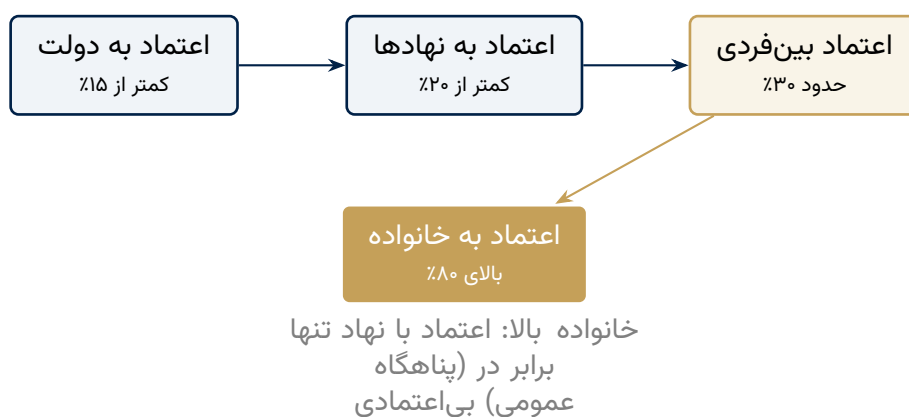 اعتماد بین‌فردی
حدود ۳۰٪
اعتماد به نهادها
کمتر از ۲۰٪
اعتماد به دولت
کمتر از ۱۵٪
اعتماد به خانواده
بالای ۸۰٪
خانواده بالا: اعتماد با نهاد تنها
برابر در (پناهگاه
عمومی) بی‌اعتمادی